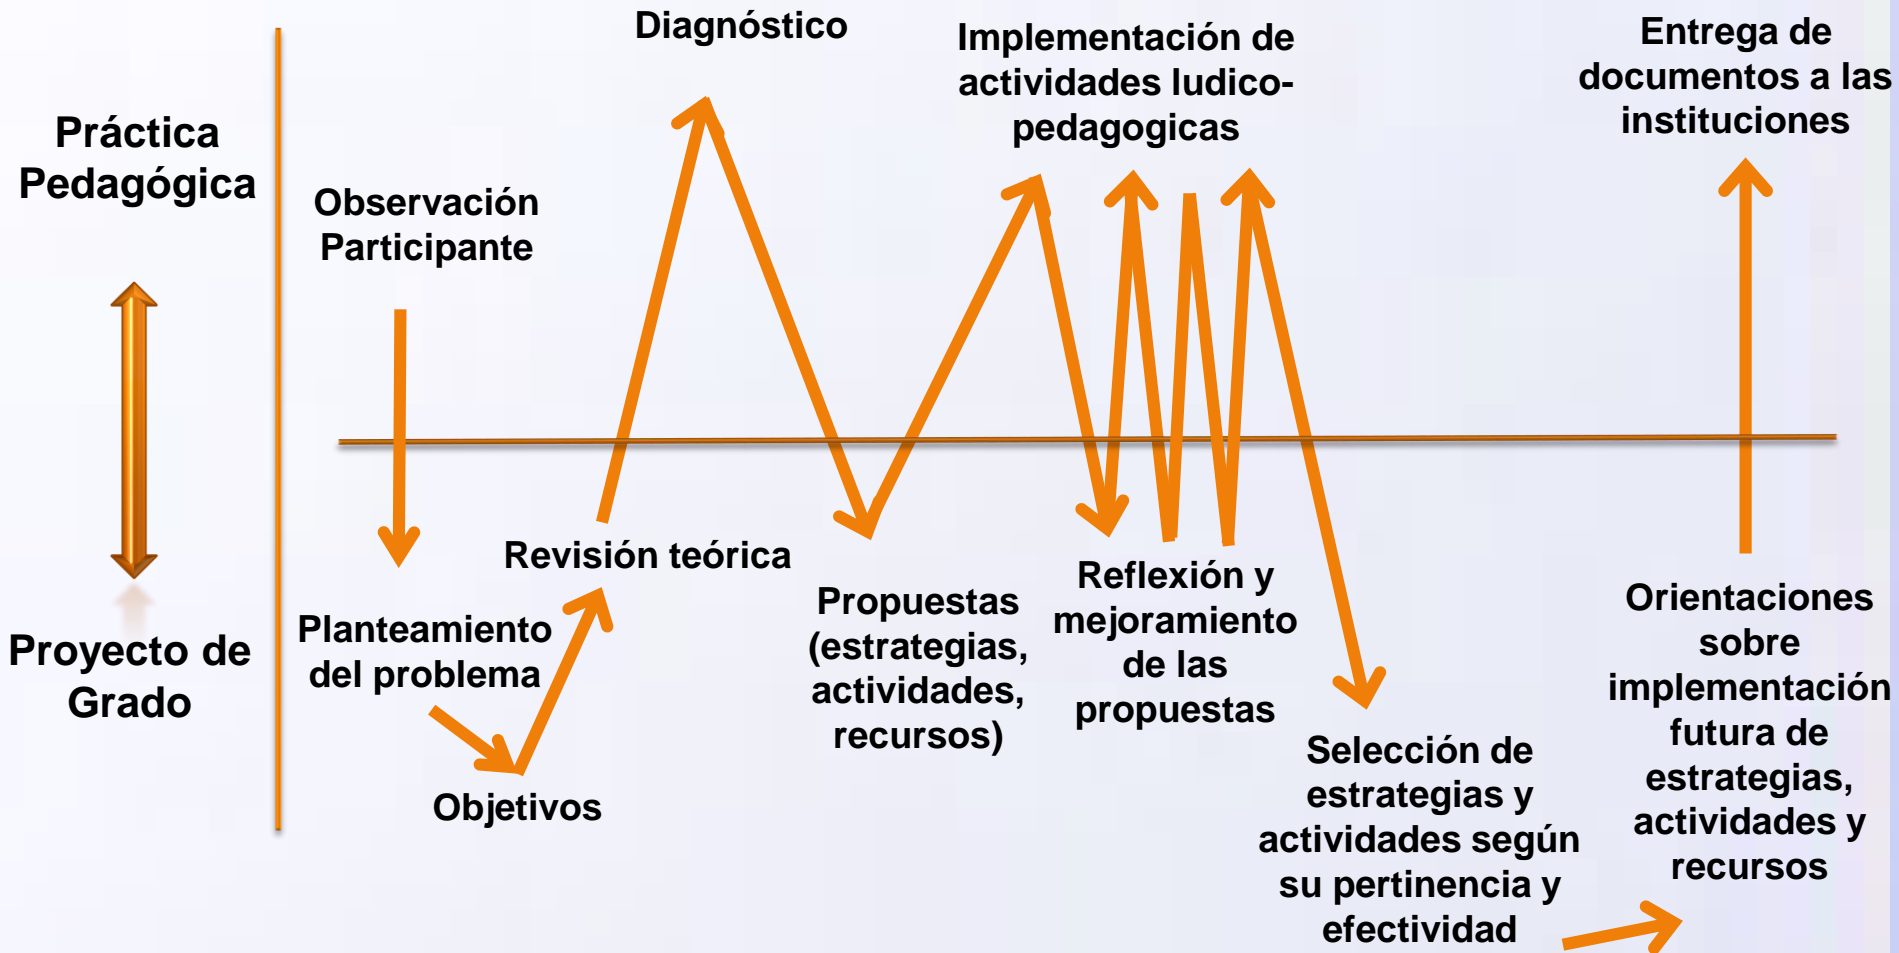 Práctica
Pedagógica
Proyecto de
Grado
Observación
Participante
Planteamiento
del problema
Objetivos
Revisión teórica
Diagnóstico
Propuestas
(estrategias,
actividades,
recursos)
Implementación de
actividades ludico-
pedagogicas
Reflexión y
mejoramiento
de las
propuestas
Selección de
estrategias y
actividades según
su pertinencia y
efectividad
Orientaciones
sobre
implementación
futura de
estrategias,
actividades y
recursos
Entrega de
documentos a las
instituciones